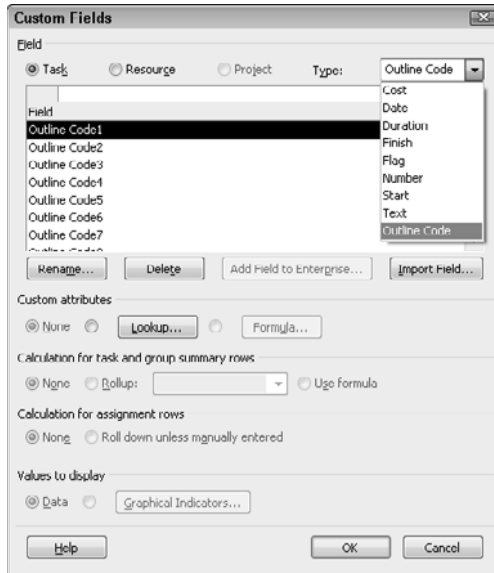 Custom Fields
Field
Task Resource Project Type: Outline Code
Cost
Date
Duration
Finish
Flag
Number
Start
Text
Outline Code
Field
Outline Code1
Outline Code2
Outline Code3
Outline Code4
Outline Code5
Outline Code6
Outline Code7
Rename... Delete Add Field to Enterprise... Import Field...
Custom attributes
None Lookup... Formula...
Calculation for task and group summary rows
None Rollup: Use formula
Calculation for assignment rows
None Roll down unless manually entered
Values to display
Data Graphical Indicators...
Help OK Cancel